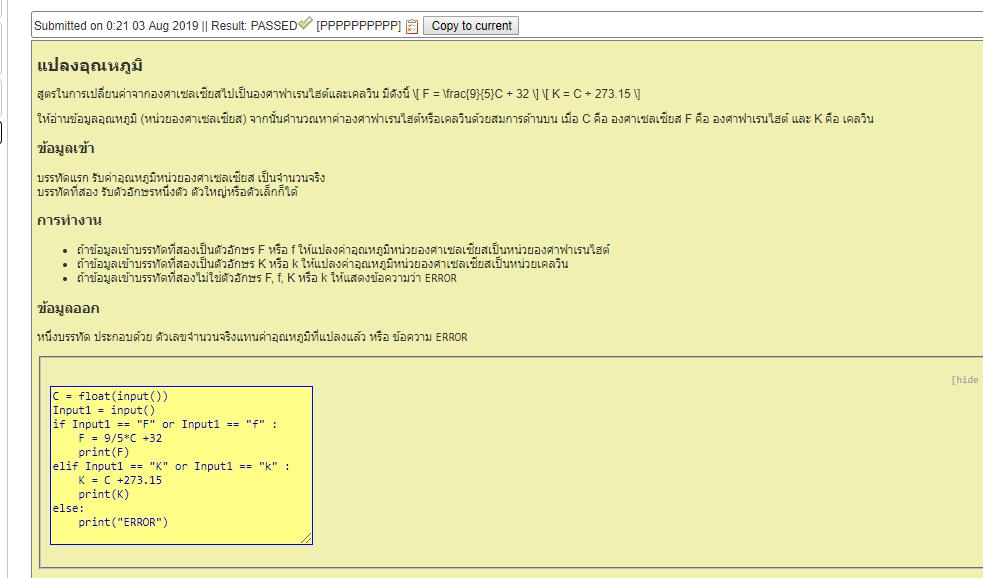 Submitted on 0:21 03 Aug 2019 || Result: PASSED [PPPPPPPPPP] Copy to current
แปลงอุณหภูมิ
สูตรในการเปลี่ยนค่าจากองศาเซลเซียสไปเป็นองศาฟาเรนไฮต์และเคลวิน มีดังนี้ \[ F = \frac{9}{5}C + 32 \] \[ K = C + 273.15 \]
ให้อ่านข้อมูลอุณหภูมิ (หน่วยองศาเซลเซียส) จากนั้นคำนวณหาค่าองศาฟาเรนไฮต์หรือเคลวินด้วยสมการด้านบน เมื่อ C คือ องศาเซลเซียส F คือ องศาฟาเรนไฮต์ และ K คือ เคลวิน
ข้อมูลเข้า
บรรทัดแรก รับค่าอุณหภูมิหน่วยองศาเซลเซียส เป็นจำนวนจริง
บรรทัดที่สอง รับตัวอักษรหนึ่งตัว ตัวใหญ่หรือตัวเล็กก็ได้
การทำงาน
• ถ้าข้อมูลเข้าบรรทัดที่สองเป็นตัวอักษร F หรือ f ให้แปลงค่าอุณหภูมิหน่วยองศาเซลเซียสเป็นหน่วยองศาฟาเรนไฮต์
• ถ้าข้อมูลเข้าบรรทัดที่สองเป็นตัวอักษร K หรือ k ให้แปลงค่าอุณหภูมิหน่วยองศาเซลเซียสเป็นหน่วยเคลวิน
• ถ้าข้อมูลเข้าบรรทัดที่สองไม่ใช่ตัวอักษร F, f, K หรือ k ให้แสดงข้อความว่า ERROR
ข้อมูลออก
หนึ่งบรรทัด ประกอบด้วย ตัวเลขจำนวนจริงแทนค่าอุณหภูมิที่แปลงแล้ว หรือ ข้อความ ERROR
[hide
C = float(input())
Input1 = input()
if Input1 == "F" or Input1 == "f" :
    F = 9/5*C +32
    print(F)
elif Input1 == "K" or Input1 == "k" :
    K = C +273.15
    print(K)
else:
    print("ERROR")